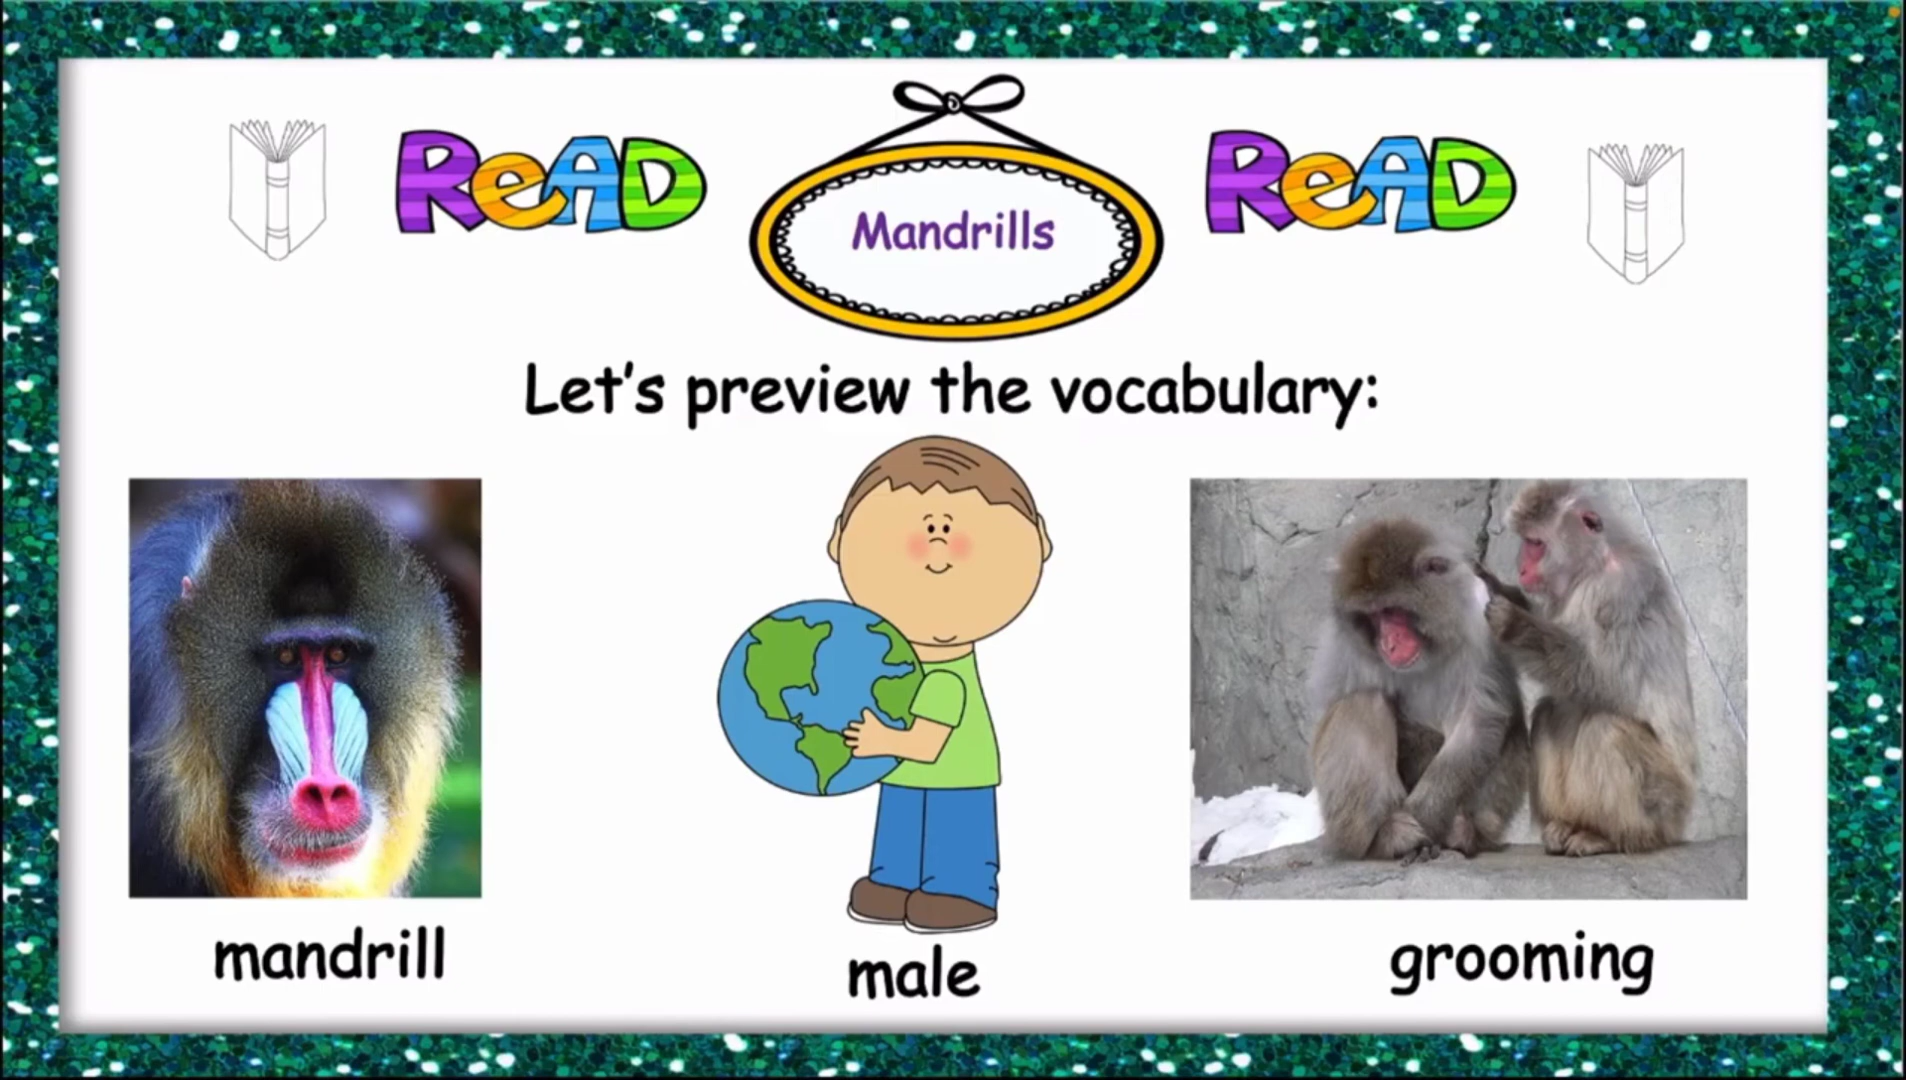 ReAD
Mandrills
ReAD
Let's preview the vocabulary:
mandrill
male
grooming